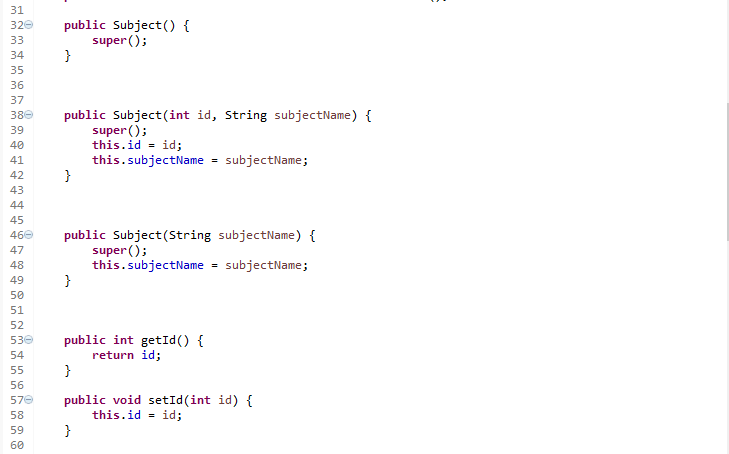 31
32 public Subject() {
33 super();
34 }
35
36
37
38 public Subject(int id, String subjectName) {
39 super();
40 this.id = id;
41 this.subjectName = subjectName;
42 }
43
44
45
46 public Subject(String subjectName) {
47 super();
48 this.subjectName = subjectName;
49 }
50
51
52
53 public int getId() {
54 return id;
55 }
56
57 public void setId(int id) {
58 this.id = id;
59 }
60